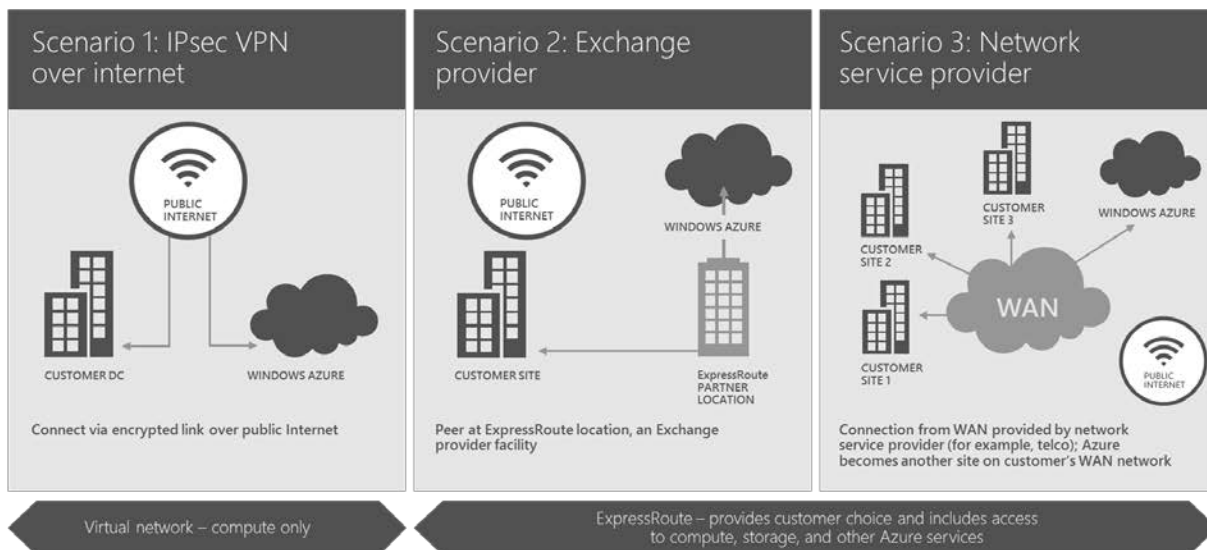 Scenario 1: IPsec VPN
over internet
PUBLIC
INTERNET
CUSTOMER DC
WINDOWS AZURE
Connect via encrypted link over public Internet
Scenario 2: Exchange
provider
PUBLIC
INTERNET
WINDOWS AZURE
CUSTOMER SITE
ExpressRoute
PARTNER
LOCATION
Peer at ExpressRoute location, an Exchange
provider facility
Scenario 3: Network
service provider
CUSTOMER
SITE 3
WINDOWS AZURE
CUSTOMER
SITE 2
WAN
CUSTOMER
SITE 1
PUBLIC
INTERNET
Connection from WAN provided by network
service provider (for example, telco); Azure
becomes another site on customer's WAN network
Virtual network – compute only
ExpressRoute – provides customer choice and includes access
to compute, storage, and other Azure services